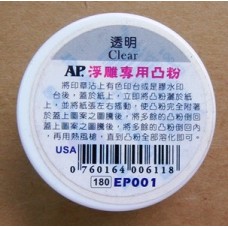 透明
Clear
AP. 浮雕專用凸粉
將印章沾上有色印台或是膠水印
台後，蓋於紙上，立即將凸粉灑於紙
上，並將紙張左右搖動，使凸粉完全附著
於蓋上圖案之圖騰後，將多餘的凸粉倒回
蓋上圖案之圖騰後，將多餘的凸粉倒回內
，再用熱風槍，直到凸粉全部溶化即可。
USA
0 760164 006118
180 EP001